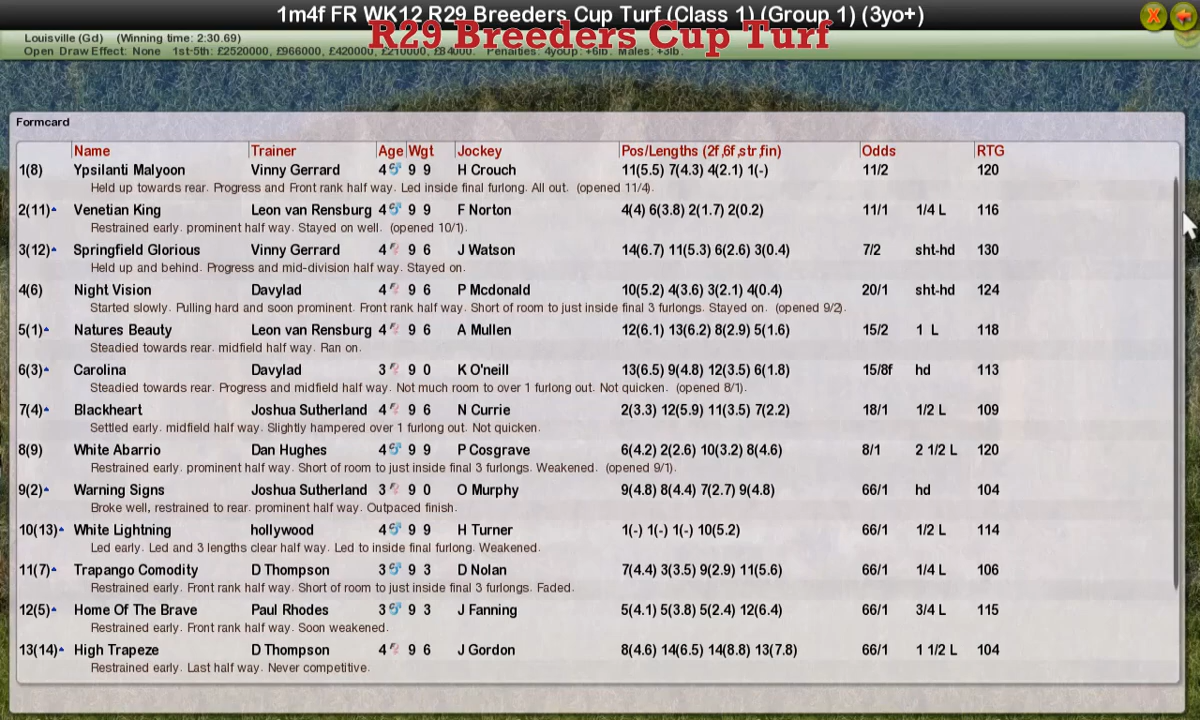 1m4f FR WK12 R29 Breeders Cup Turf (Class 1) (Group 1) (3yo+)
R29 Breeders Cup Turf
Louisville (Gd) (Winning time: 2:30.69)
Open Draw Effect: None 1st-5th: £2520000, £966000, £420000, £210000, £84000. Penalties: 4yoUp: +6lb. Males: +3lb.
Formcard
Name Trainer Age Wgt Jockey Pos/Lengths (2f,6f,str,fin) Odds RTG
1(8) Ypsilanti Malyoon Vinny Gerrard 4 9 9 H Crouch 11(5.5) 7(4.3) 4(2.1) 1(-) 11/2 120
Held up towards rear. Progress and Front rank half way. Led inside final furlong. All out. (opened 11/4).
2(11) Venetian King Leon van Rensburg 4 9 9 F Norton 4(4) 6(3.8) 2(1.7) 2(0.2) 11/1 1/4 L 116
Restrained early. prominent half way. Stayed on well. (opened 10/1).
3(12) Springfield Glorious Vinny Gerrard 4 9 6 J Watson 14(6.7) 11(5.3) 6(2.6) 3(0.4) 7/2 sht-hd 130
Held up and behind. Progress and mid-division half way. Stayed on.
4(6) Night Vision Davylad 4 9 6 P Mcdonald 10(5.2) 4(3.6) 3(2.1) 4(0.4) 20/1 sht-hd 124
Started slowly. Pulling hard and soon prominent. Front rank half way. Short of room to just inside final 3 furlongs. Stayed on. (opened 9/2).
5(1) Natures Beauty Leon van Rensburg 4 9 6 A Mullen 12(6.1) 13(6.2) 8(2.9) 5(1.6) 15/2 1 L 118
Steadied towards rear. midfield half way. Ran on.
6(3) Carolina Davylad 3 9 0 K O'neill 13(6.5) 9(4.8) 12(3.5) 6(1.8) 15/8f hd 113
Steadied towards rear. Progress and midfield half way. Not much room to over 1 furlong out. Not quicken. (opened 8/1).
7(4) Blackheart Joshua Sutherland 4 9 6 N Currie 2(3.3) 12(5.9) 11(3.5) 7(2.2) 18/1 1/2 L 109
Settled early. midfield half way. Slightly hampered over 1 furlong out. Not quicken.
8(9) White Abarrio Dan Hughes 4 9 9 P Cosgrave 6(4.2) 2(2.6) 10(3.2) 8(4.6) 8/1 2 1/2 L 120
Restrained early. prominent half way. Short of room to just inside final 3 furlongs. Weakened. (opened 9/1).
9(2) Warning Signs Joshua Sutherland 3 9 0 O Murphy 9(4.8) 8(4.4) 7(2.7) 9(4.8) 66/1 hd 104
Broke well, restrained to rear. prominent half way. Outpaced finish.
10(13) White Lightning hollywood 4 9 9 H Turner 1(-) 1(-) 1(-) 10(5.2) 66/1 1/2 L 114
Led early. Led and 3 lengths clear half way. Led to inside final furlong. Weakened.
11(7) Trapango Comodity D Thompson 3 9 3 D Nolan 7(4.4) 3(3.5) 9(2.9) 11(5.6) 66/1 1/4 L 106
Restrained early. Front rank half way. Short of room to just inside final 3 furlongs. Faded.
12(5) Home Of The Brave Paul Rhodes 3 9 3 J Fanning 5(4.1) 5(3.8) 5(2.4) 12(6.4) 66/1 3/4 L 115
Restrained early. Front rank half way. Soon weakened.
13(14) High Trapeze D Thompson 4 9 6 J Gordon 8(4.6) 14(6.5) 14(8.8) 13(7.8) 66/1 1 1/2 L 104
Restrained early. Last half way. Never competitive.